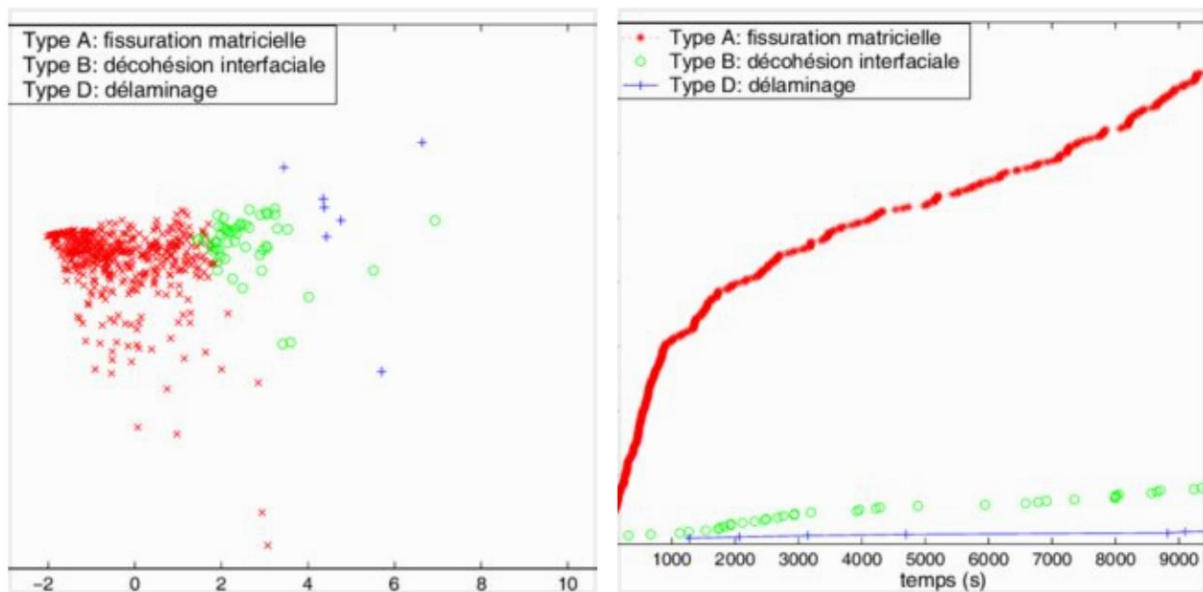 Type A: fissuration matricielle
Type B: décohésion interfaciale
Type D: délaminage
−2 0 2 4 6 8 10
Type A: fissuration matricielle
Type B: décohésion interfaciale
Type D: délaminage
1000 2000 3000 4000 5000 6000 7000 8000 9000
temps (s)